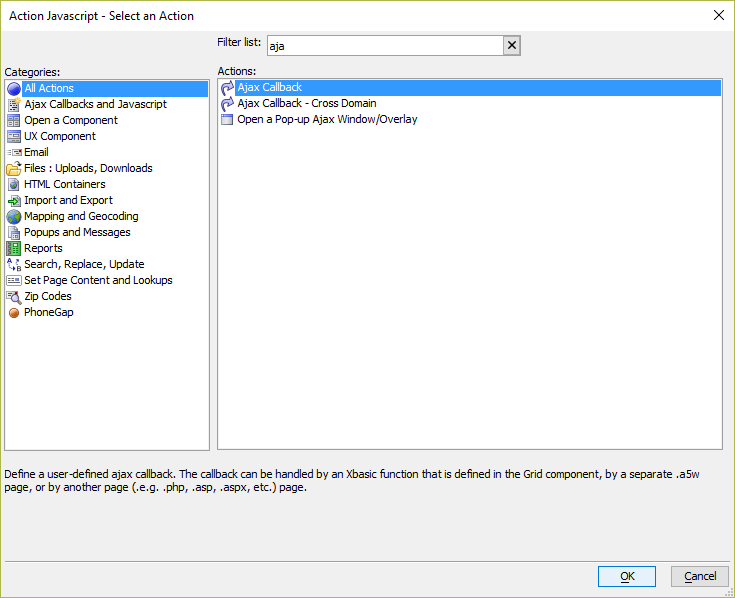 Action Javascript - Select an Action
Filter list:
aja
Categories:
Actions:
All Actions
Ajax Callbacks and Javascript
Open a Component
UX Component
Email
Files : Uploads, Downloads
HTML Containers
Import and Export
Mapping and Geocoding
Popups and Messages
Reports
Search, Replace, Update
Set Page Content and Lookups
Zip Codes
PhoneGap
Ajax Callback
Ajax Callback - Cross Domain
Open a Pop-up Ajax Window/Overlay
Define a user-defined ajax callback. The callback can be handled by an Xbasic function that is defined in the Grid component, by a separate .a5w
page, or by another page (.e.g. .php, .asp, .aspx, etc.) page.
OK
Cancel